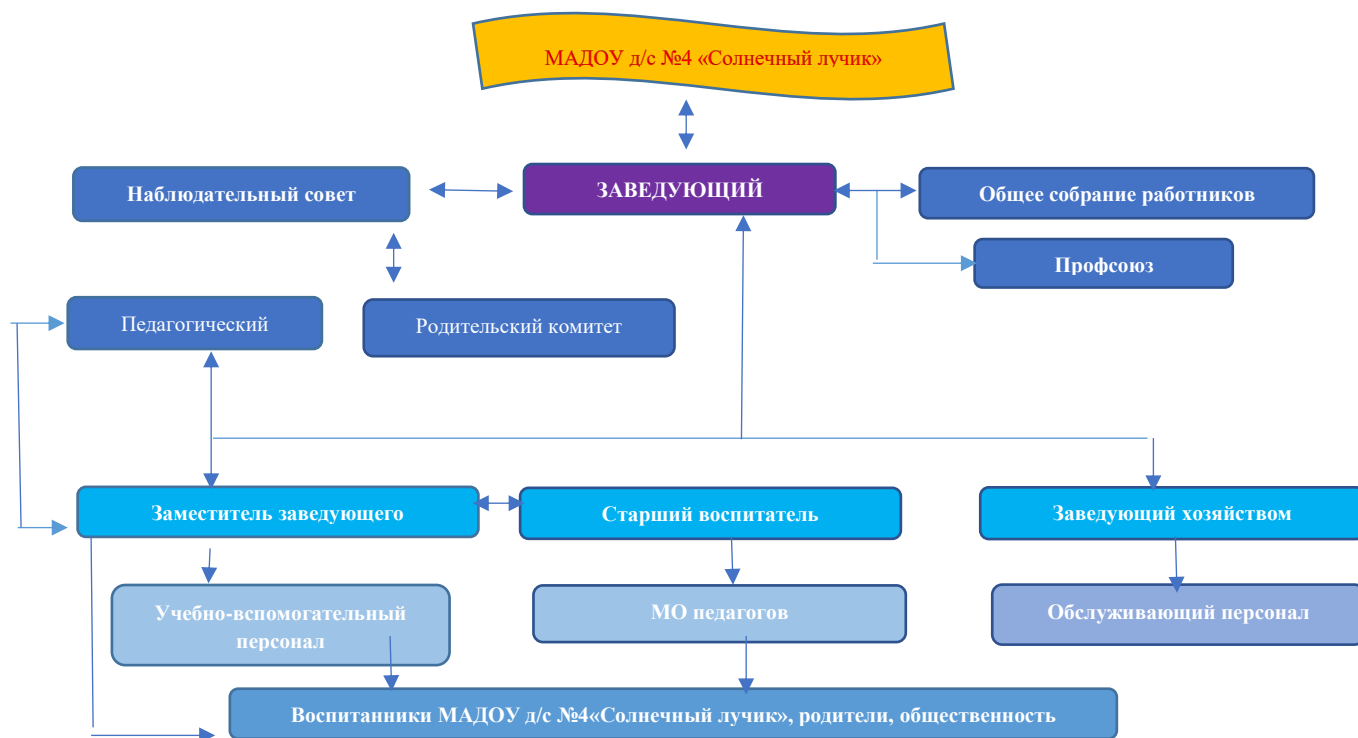 МАДОУ д/с №4 «Солнечный лучик»
Наблюдательный совет
ЗАВЕДУЮЩИЙ
Общее собрание работников
Профсоюз
Педагогический
Родительский комитет
Заместитель заведующего
Старший воспитатель
Заведующий хозяйством
Учебно-вспомогательный
персонал
МО педагогов
Обслуживающий персонал
Воспитанники МАДОУ д/с №4«Солнечный лучик», родители, общественность